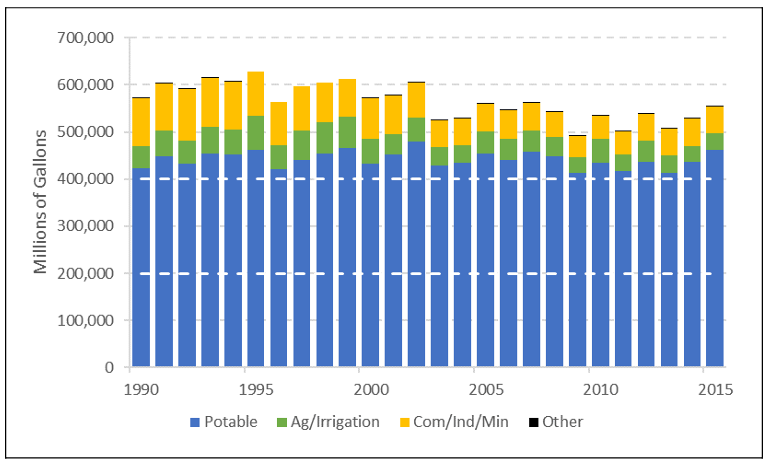 700,000
600,000
500,000
400,000
300,000
200,000
100,000
0
Millions of Gallons
1990 1995 2000 2005 2010 2015
Potable Ag/Irrigation Com/Ind/Min Other